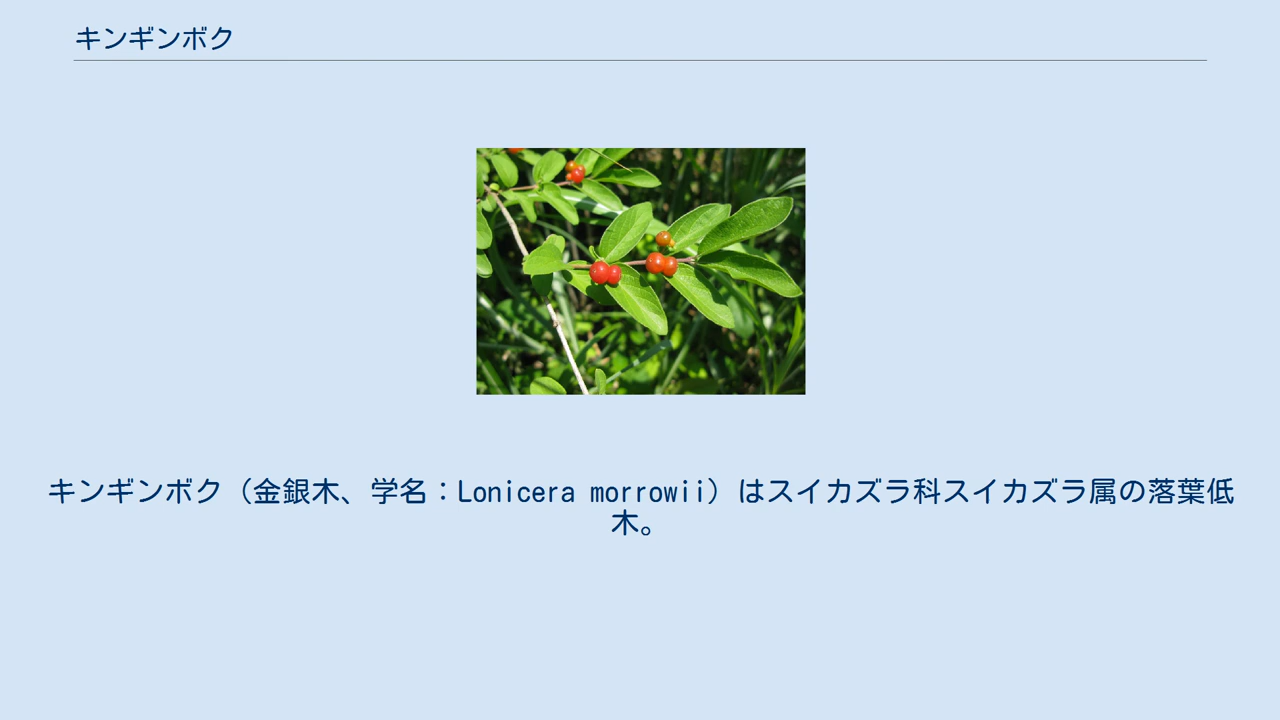 キンギンボク
キンギンボク（金銀木、学名：Lonicera morrowii）はスイカズラ科スイカズラ属の落葉低
木。